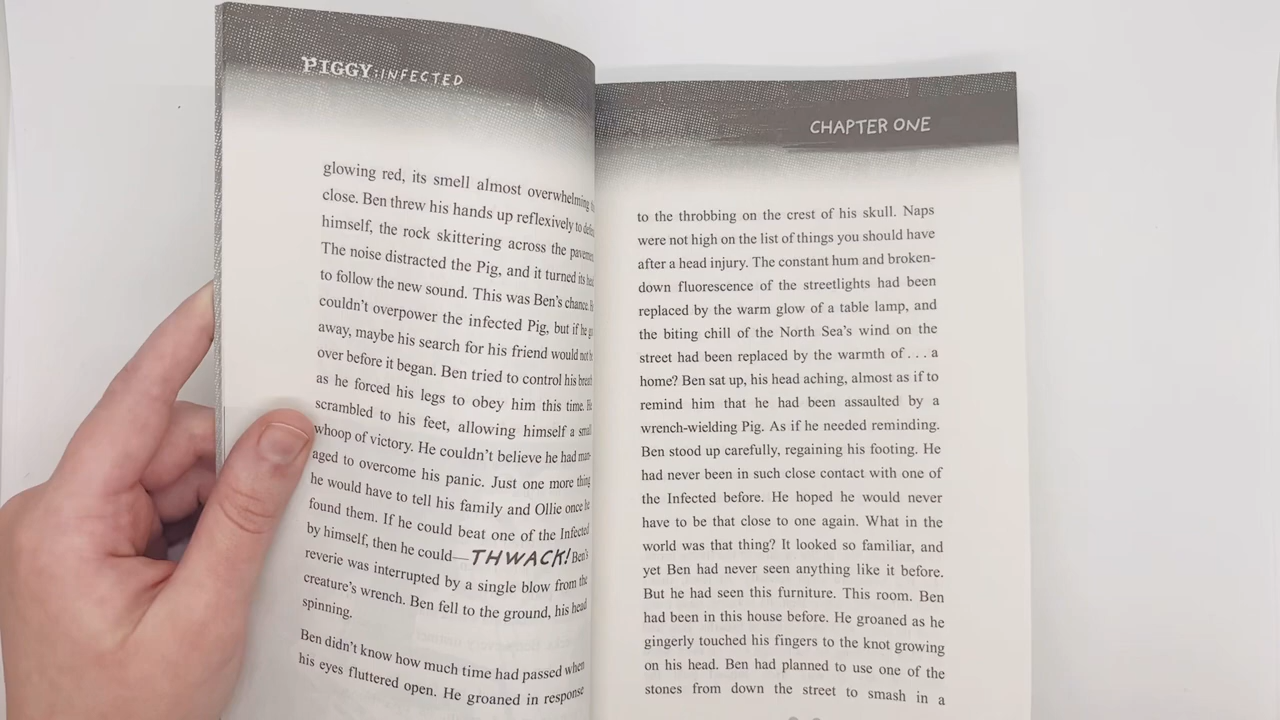 PIGGY:INFECTED
glowing red, its smell almost overwhelming
close. Ben threw his hands up reflexively to
himself, the rock skittering across the
The noise distracted the Pig, and it turned its
to follow the new sound. This was Ben's chance.
couldn't overpower the infected Pig, but if he
away, maybe his search for his friend would not
over before it began. Ben tried to control his
as he forced his legs to obey him this time. He
scrambled to his feet, allowing himself a small
whoop of victory. He couldn't believe he had man-
aged to overcome his panic. Just one more thing
he would have to tell his family and Ollie once he
found them. If he could beat one of the Infected
by himself, then he could—THWACK! Ben's
reverie was interrupted by a single blow from the
creature's wrench. Ben fell to the ground, his head
spinning.
Ben didn't know how much time had passed when
his eyes fluttered open. He groaned in response
CHAPTER ONE
to the throbbing on the crest of his skull. Naps
were not high on the list of things you should have
after a head injury. The constant hum and broken-
down fluorescence of the streetlights had been
replaced by the warm glow of a table lamp, and
the biting chill of the North Sea's wind on the
street had been replaced by the warmth of . . . a
home? Ben sat up, his head aching, almost as if to
remind him that he had been assaulted by a
wrench-wielding Pig. As if he needed reminding.
Ben stood up carefully, regaining his footing. He
had never been in such close contact with one of
the Infected before. He hoped he would never
have to be that close to one again. What in the
world was that thing? It looked so familiar, and
yet Ben had never seen anything like it before.
But he had seen this furniture. This room. Ben
had been in this house before. He groaned as he
gingerly touched his fingers to the knot growing
on his head. Ben had planned to use one of the
stones from down the street to smash in a